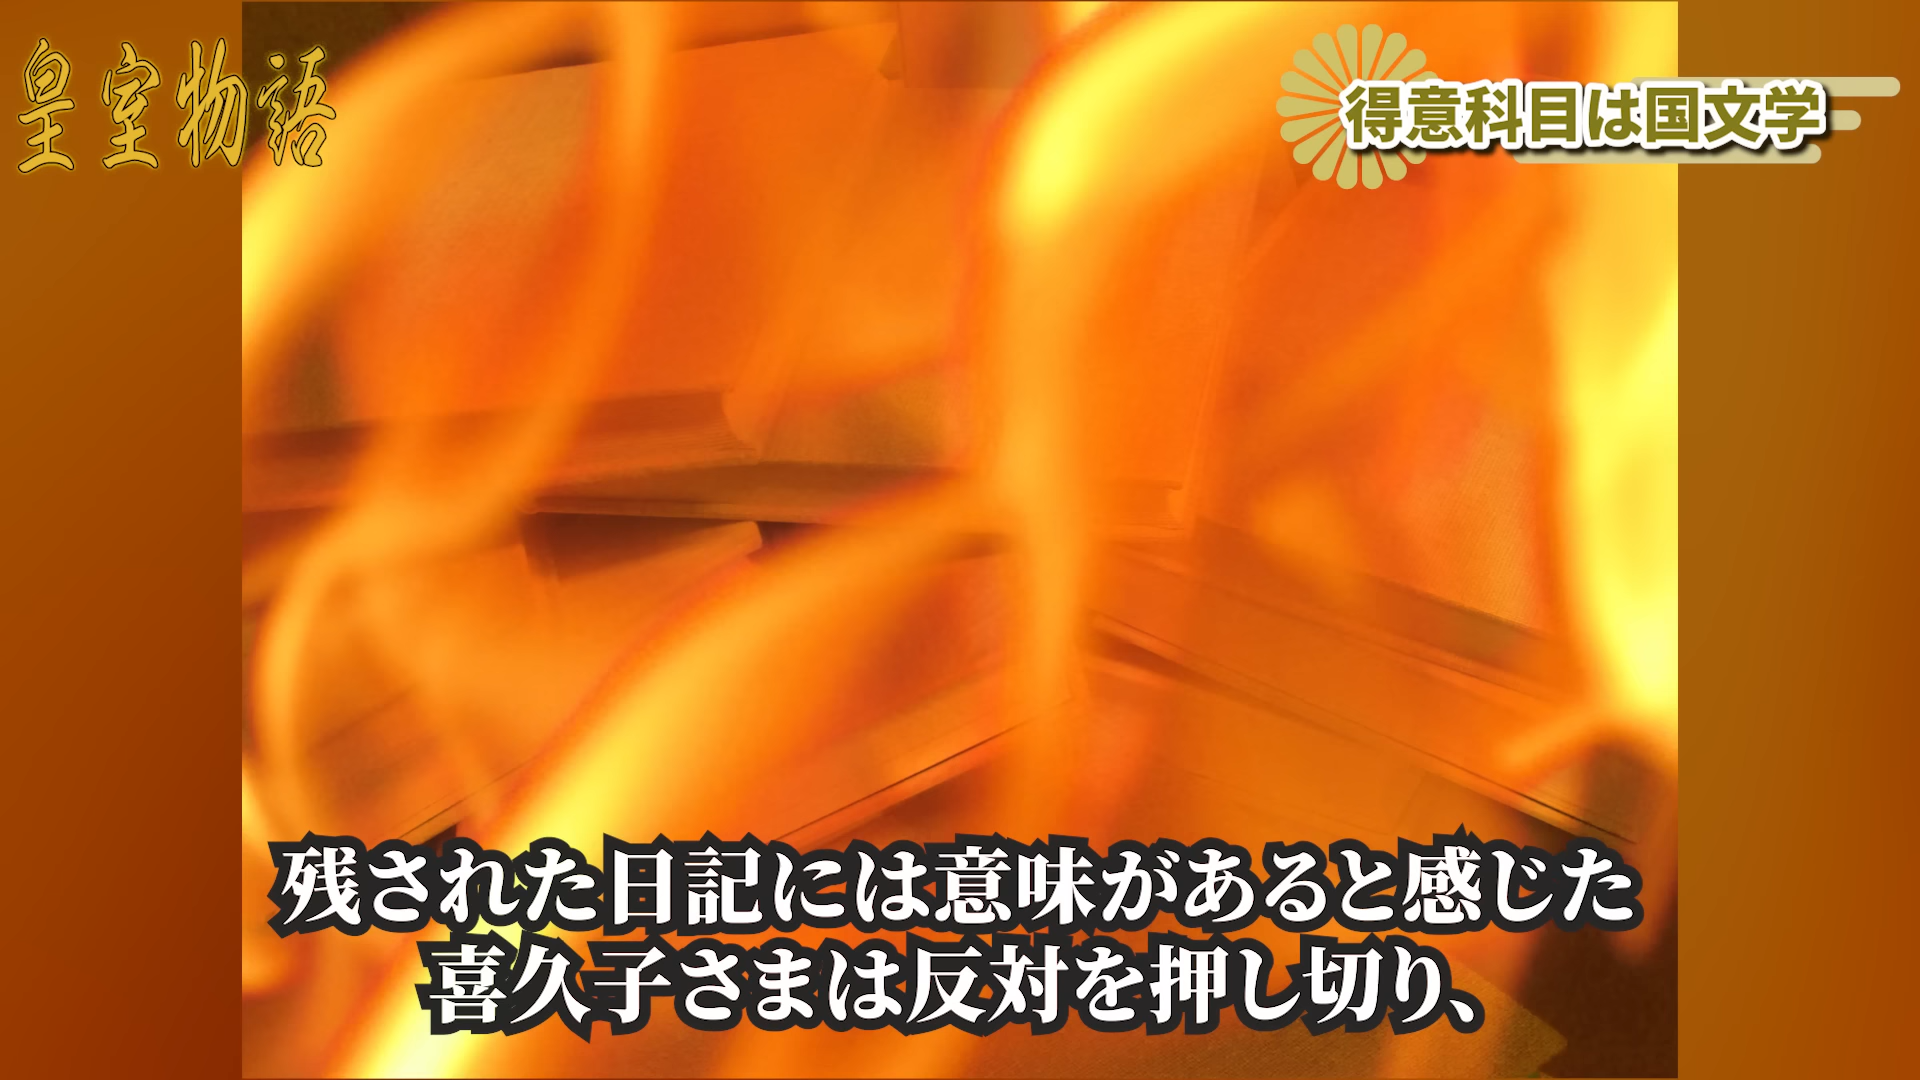 皇室物語
得意科目は国文学
残された日記には意味があると感じた
喜久子さまは反対を押し切り、